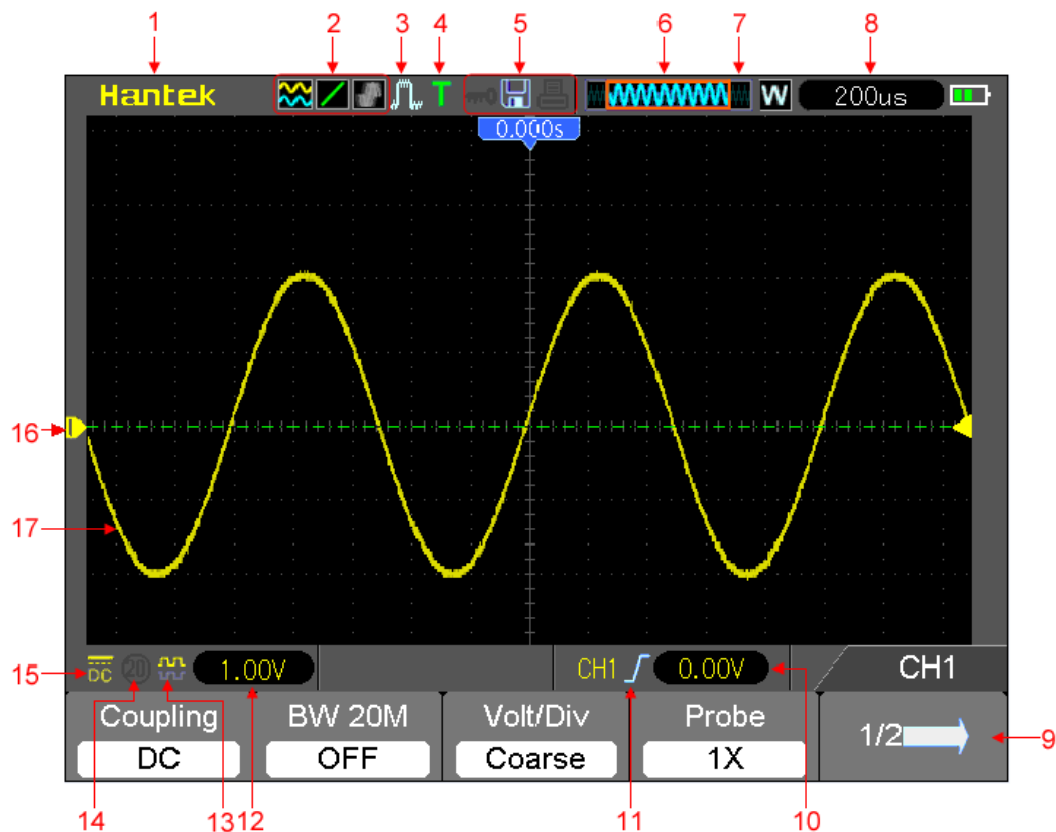 1 2 3 4 5 6 7 8
Hantek T W 200us
0.000s
16
17
15 DC 20 1.00V CH1 0.00V CH1
Coupling BW 20M Volt/Div Probe 1/2 9
DC OFF Coarse 1X
14 13 12 11 10